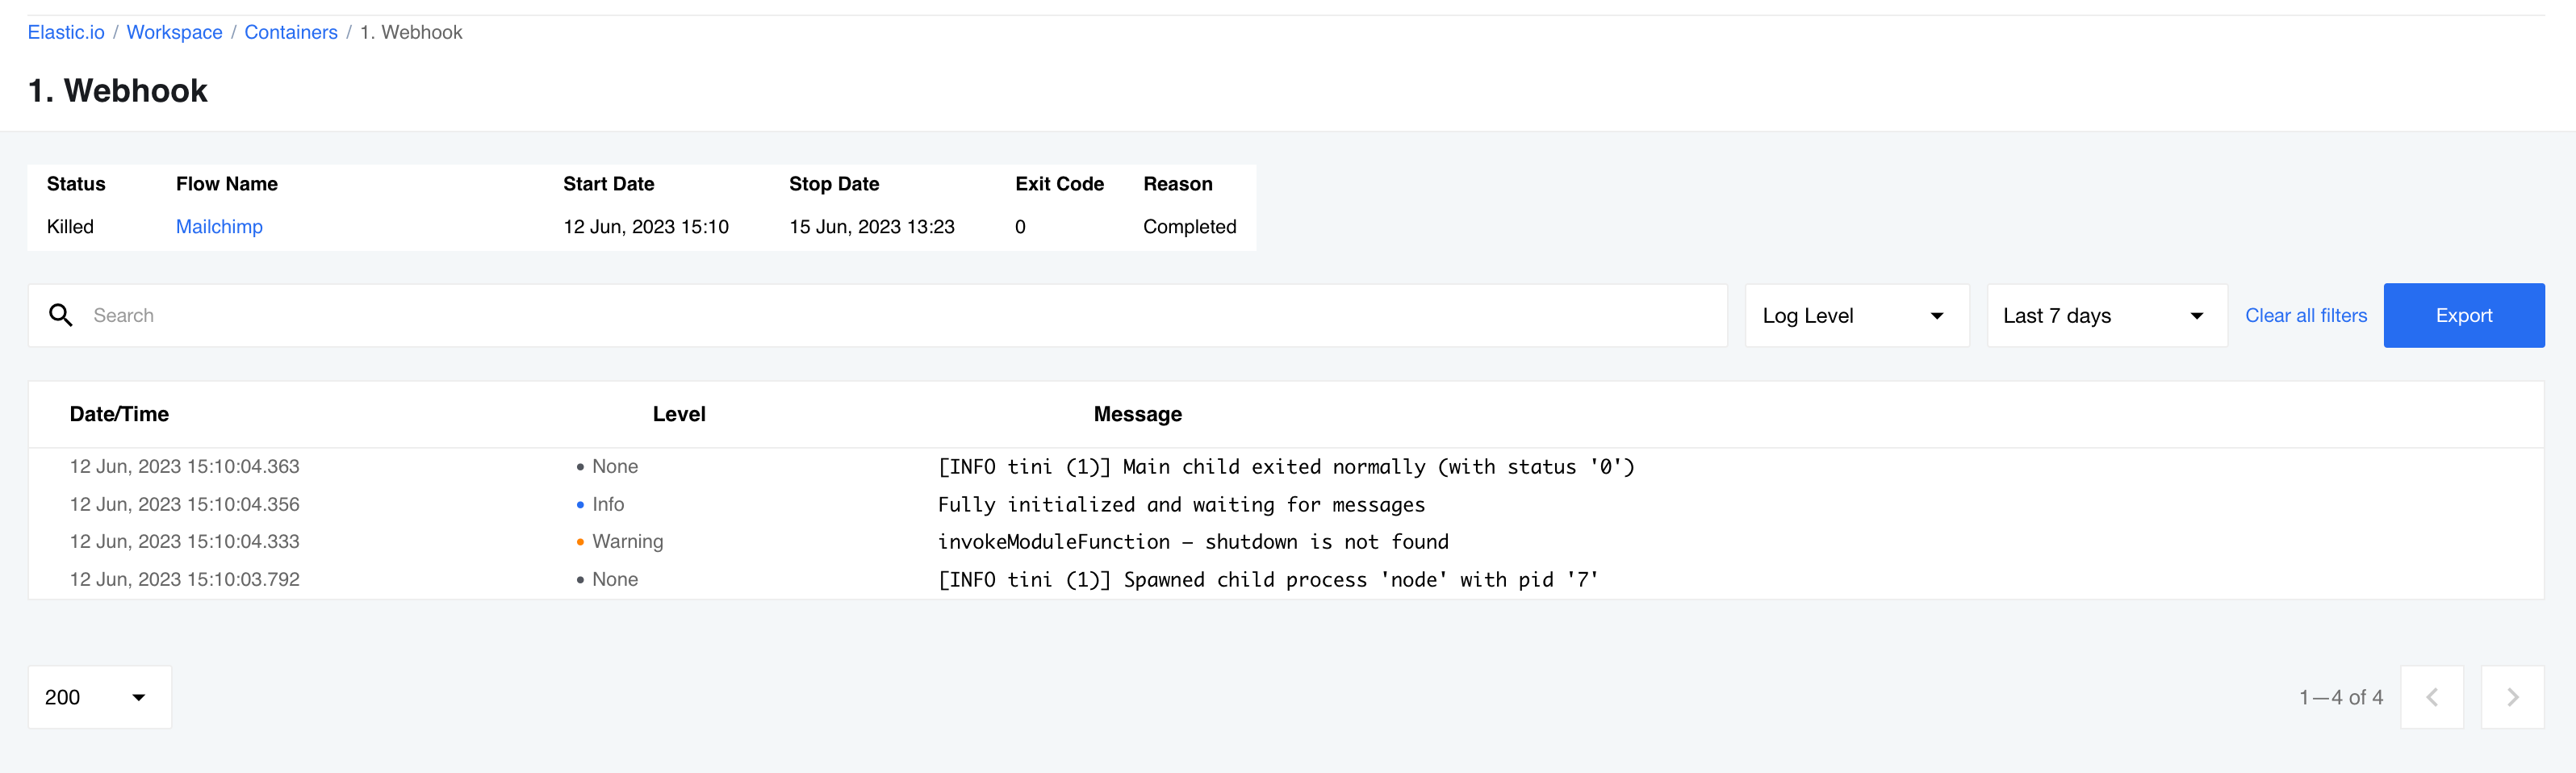 Elastic.io / Workspace / Containers / 1. Webhook
1. Webhook
Status Flow Name Start Date Stop Date Exit Code Reason
Killed Mailchimp 12 Jun, 2023 15:10 15 Jun, 2023 13:23 0 Completed
Search Log Level Last 7 days Clear all filters Export
Date/Time Level Message
12 Jun, 2023 15:10:04.363 • None [INFO tini (1)] Main child exited normally (with status '0')
12 Jun, 2023 15:10:04.356 • Info Fully initialized and waiting for messages
12 Jun, 2023 15:10:04.333 • Warning invokeModuleFunction – shutdown is not found
12 Jun, 2023 15:10:03.792 • None [INFO tini (1)] Spawned child process 'node' with pid '7'
200 1—4 of 4